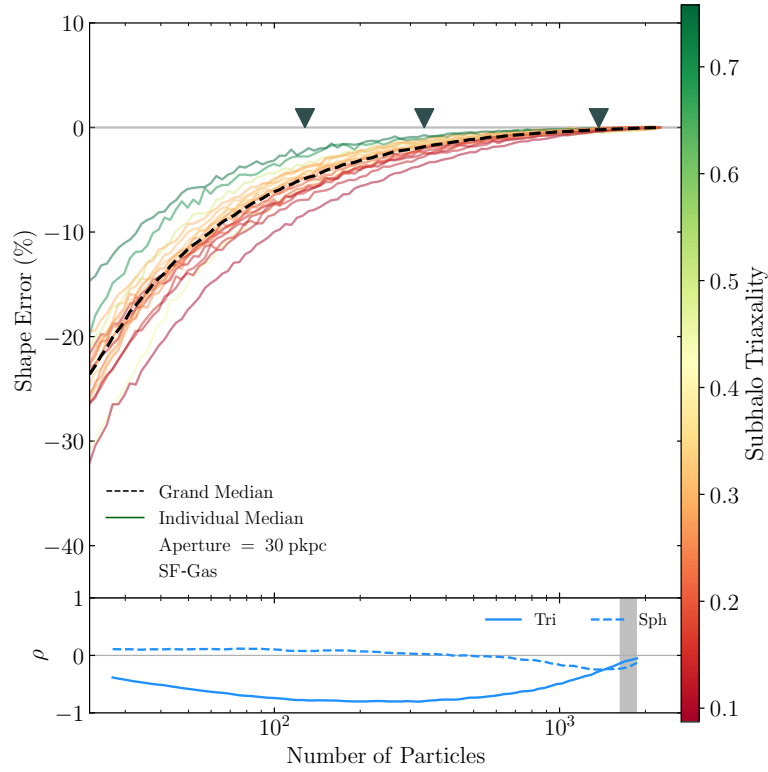 10
0
−10
−20
−30
−40
Shape Error (%)
Grand Median
Individual Median
Aperture = 30 pkpc
SF-Gas
0.7
0.6
0.5
0.4
0.3
0.2
0.1
Subhalo Triaxality
1
0
−1
ρ
Tri
Sph
10²
10³
Number of Particles